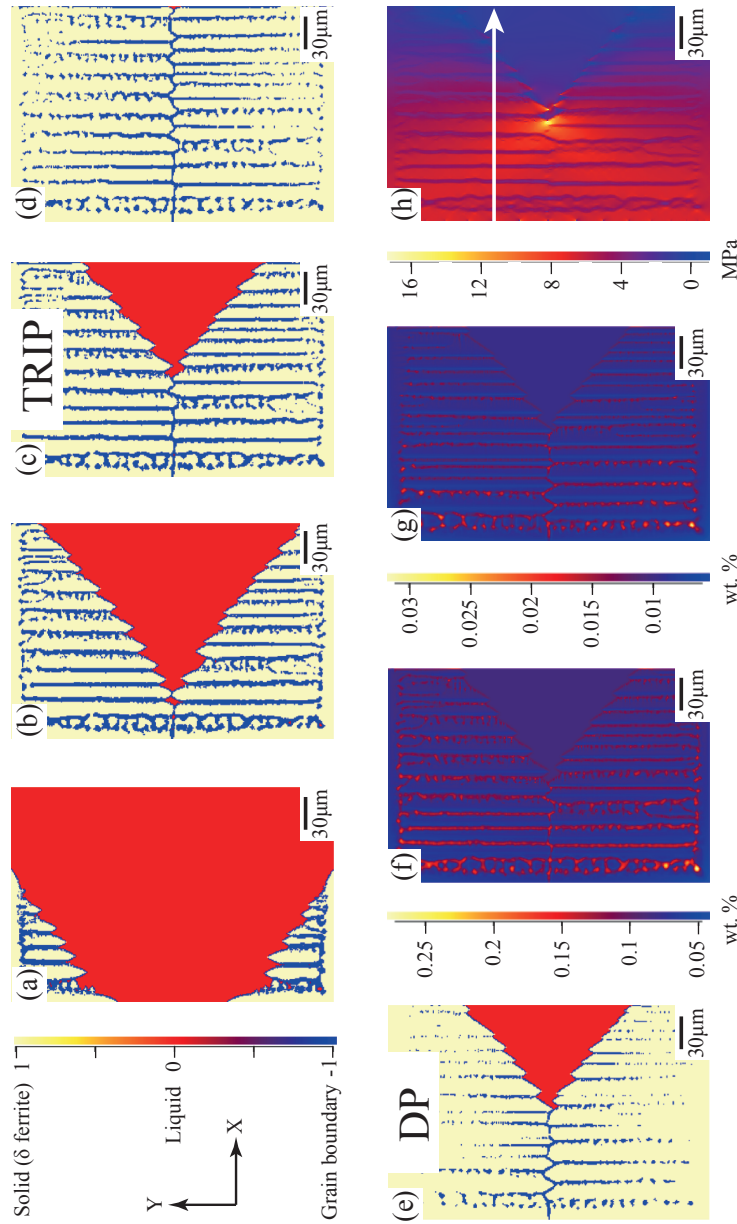 Solid (δ ferrite) 1
Liquid 0
Grain boundary -1
Y
X
(a)
30μm
(b)
30μm
(c)
TRIP
30μm
(d)
30μm
(e)
DP
30μm
0.25
0.2
0.15
0.1
0.05
wt. %
(f)
30μm
0.03
0.025
0.02
0.015
0.01
wt. %
(g)
30μm
16
12
8
4
0
MPa
(h)
30μm